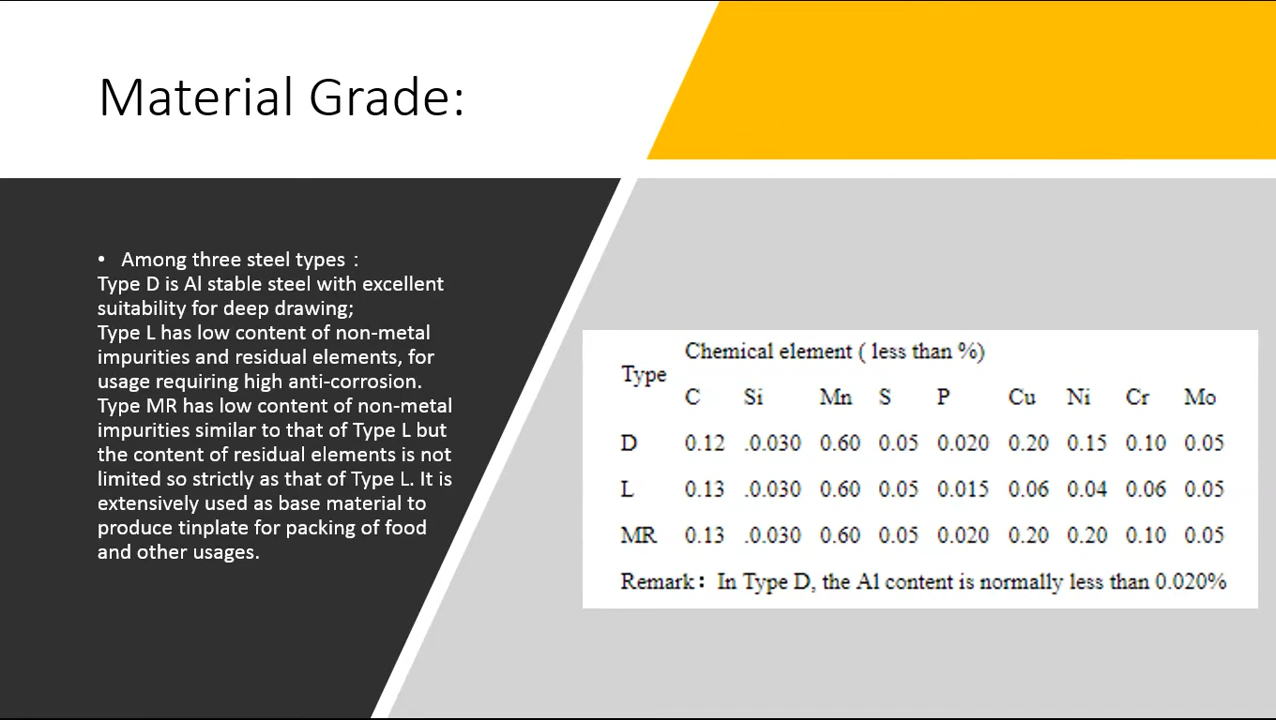 Material Grade:
• Among three steel types：
Type D is Al stable steel with excellent
suitability for deep drawing;
Type L has low content of non-metal
impurities and residual elements, for
usage requiring high anti-corrosion.
Type MR has low content of non-metal
impurities similar to that of Type L but
the content of residual elements is not
limited so strictly as that of Type L. It is
extensively used as base material to
produce tinplate for packing of food
and other usages.
Chemical element ( less than %)
Type
C Si Mn S P Cu Ni Cr Mo
D 0.12 .0.030 0.60 0.05 0.020 0.20 0.15 0.10 0.05
L 0.13 .0.030 0.60 0.05 0.015 0.06 0.04 0.06 0.05
MR 0.13 .0.030 0.60 0.05 0.020 0.20 0.20 0.10 0.05
Remark：In Type D, the Al content is normally less than 0.020%